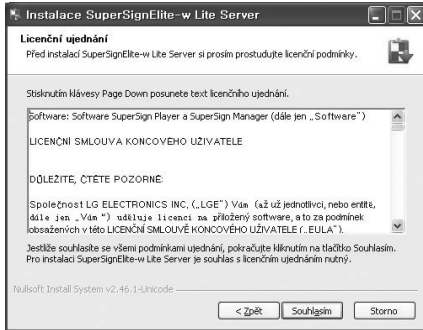 Instalace SuperSignElite-w Lite Server
Licenční ujednání
Před instalací SuperSignElite-w Lite Server si prosím prostudujte licenční podmínky.
Stisknutím klávesy Page Down posunete text licenčního ujednání.
Software: Software SuperSign Player a SuperSign Manager (dále jen „Software“)
LICENČNÍ SMLOUVA KONCOVÉHO UŽIVATELE
DŮLEŽITÉ, ČTĚTE POZORNĚ:
Společnost LG ELECTRONICS INC, („LGE“) Vám (ať už jednotlivci, nebo entitě,
dále jen „Vám “) uděluje licenci na přiložený software, a to za podmínek
obsažených v této LICENČNÍ SMLOUVĚ KONCOVÉHO UŽIVATELE („EULA“).
Jestliže souhlasíte se všemi podmínkami ujednání, pokračujte kliknutím na tlačítko Souhlasím.
Pro instalaci SuperSignElite-w Lite Server je souhlas s licenčním ujednáním nutný.
Nullsoft Install System v2.46.1-Unicode
< Zpět Souhlasím Storno